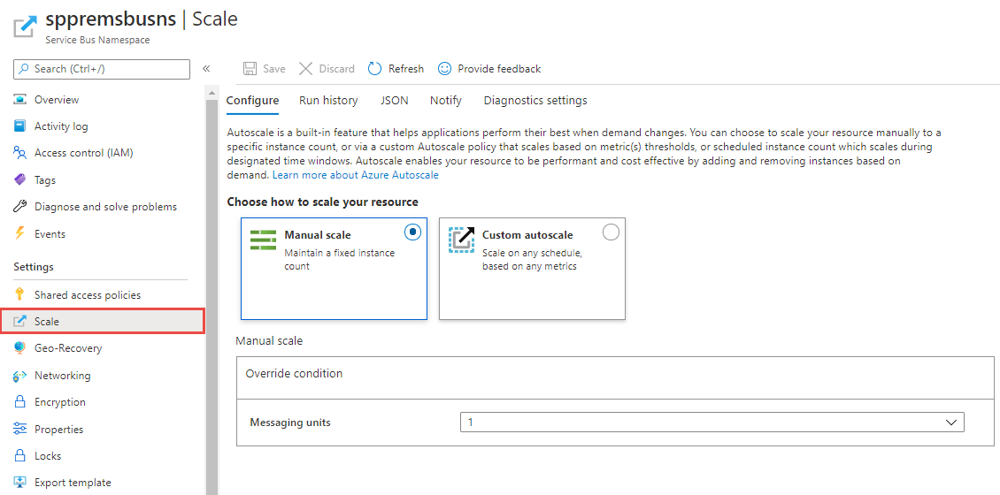 sppremsbusns | Scale
Service Bus Namespace
Search (Ctrl+/)
«
Overview
Activity log
Access control (IAM)
Tags
Diagnose and solve problems
Events
Settings
Shared access policies
Scale
Geo-Recovery
Networking
Encryption
Properties
Locks
Export template
Save
Discard
Refresh
Provide feedback
Configure
Run history
JSON
Notify
Diagnostics settings
Autoscale is a built-in feature that helps applications perform their best when demand changes. You can choose to scale your resource manually to a
specific instance count, or via a custom Autoscale policy that scales based on metric(s) thresholds, or scheduled instance count which scales during
designated time windows. Autoscale enables your resource to be performant and cost effective by adding and removing instances based on
demand. Learn more about Azure Autoscale
Choose how to scale your resource
Manual scale
Maintain a fixed instance
count
Custom autoscale
Scale on any schedule,
based on any metrics
Manual scale
Override condition
Messaging units
1